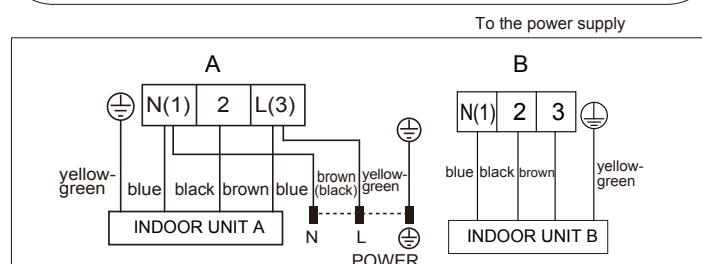 To the power supply
A
B
N(1) 2 L(3)
N(1) 2 3
yellow-
green
blue
black
brown
blue
brown
(black)
yellow-
green
blue
black
brown
yellow-
green
INDOOR UNIT A
N
L
POWER
INDOOR UNIT B